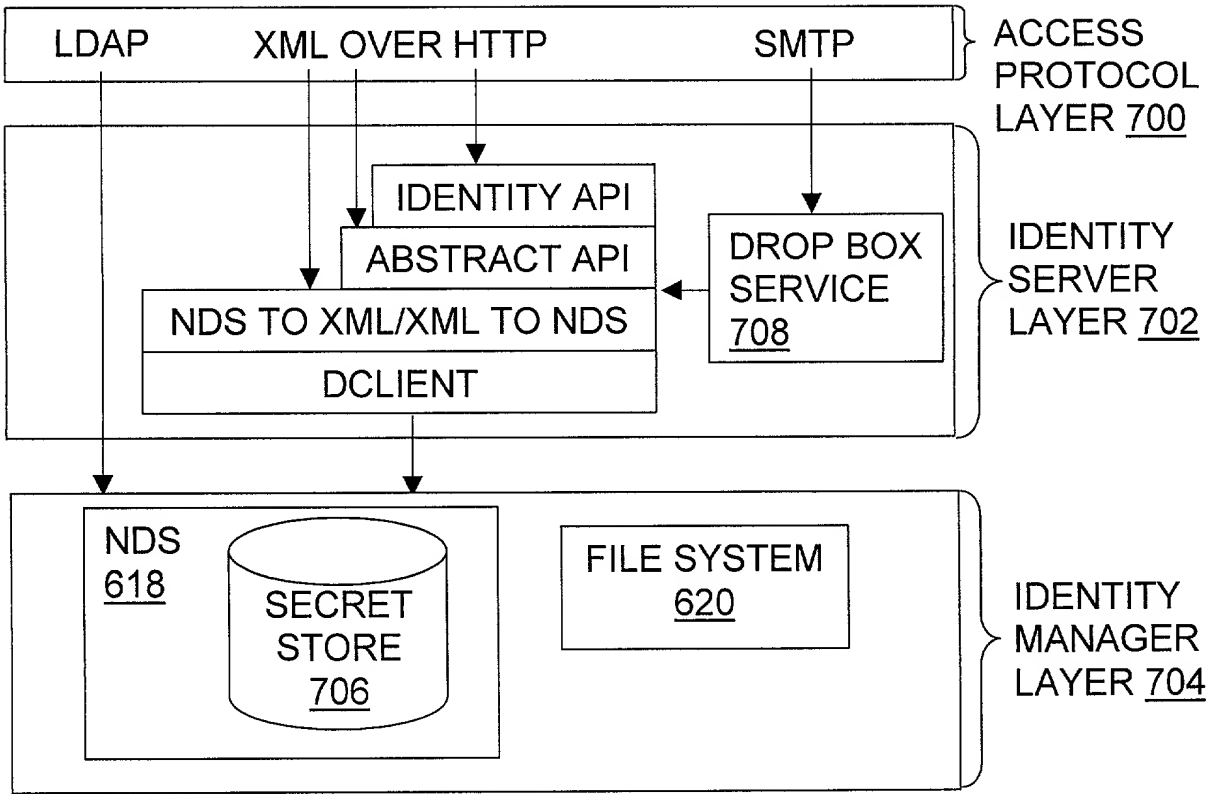 LDAP XML OVER HTTP SMTP
ACCESS
PROTOCOL
LAYER 700
IDENTITY API
ABSTRACT API
NDS TO XML/XML TO NDS
DCLIENT
DROP BOX
SERVICE
708
IDENTITY
SERVER
LAYER 702
NDS
618
SECRET
STORE
706
FILE SYSTEM
620
IDENTITY
MANAGER
LAYER 704